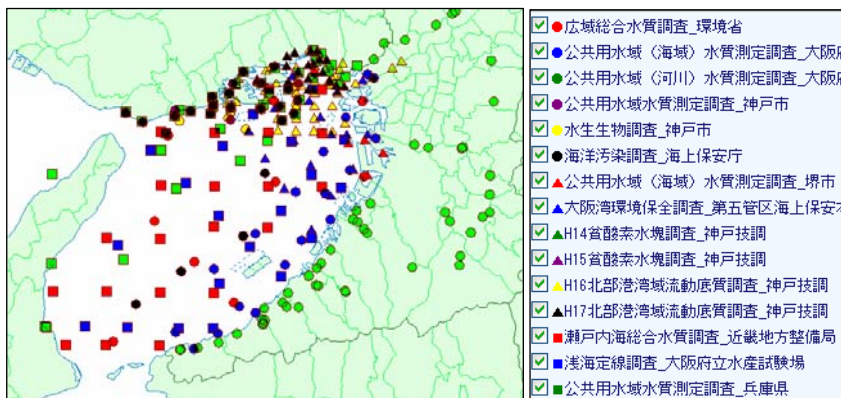 広域総合水質調査_環境省
公共用水域（海域）水質測定調査_大阪府
公共用水域（河川）水質測定調査_大阪府
公共用水域水質測定調査_神戸市
水生生物調査_神戸市
海洋汚染調査_海上保安庁
公共用水域（海域）水質測定調査_堺市
大阪湾環境保全調査_第五管区海上保安本
H14貧酸素水塊調査_神戸技調
H15貧酸素水塊調査_神戸技調
H16北部港湾域流動底質調査_神戸技調
H17北部港湾域流動底質調査_神戸技調
瀬戸内海総合水質調査_近畿地方整備局
浅海定線調査_大阪府立水産試験場
公共用水域水質測定調査_兵庫県